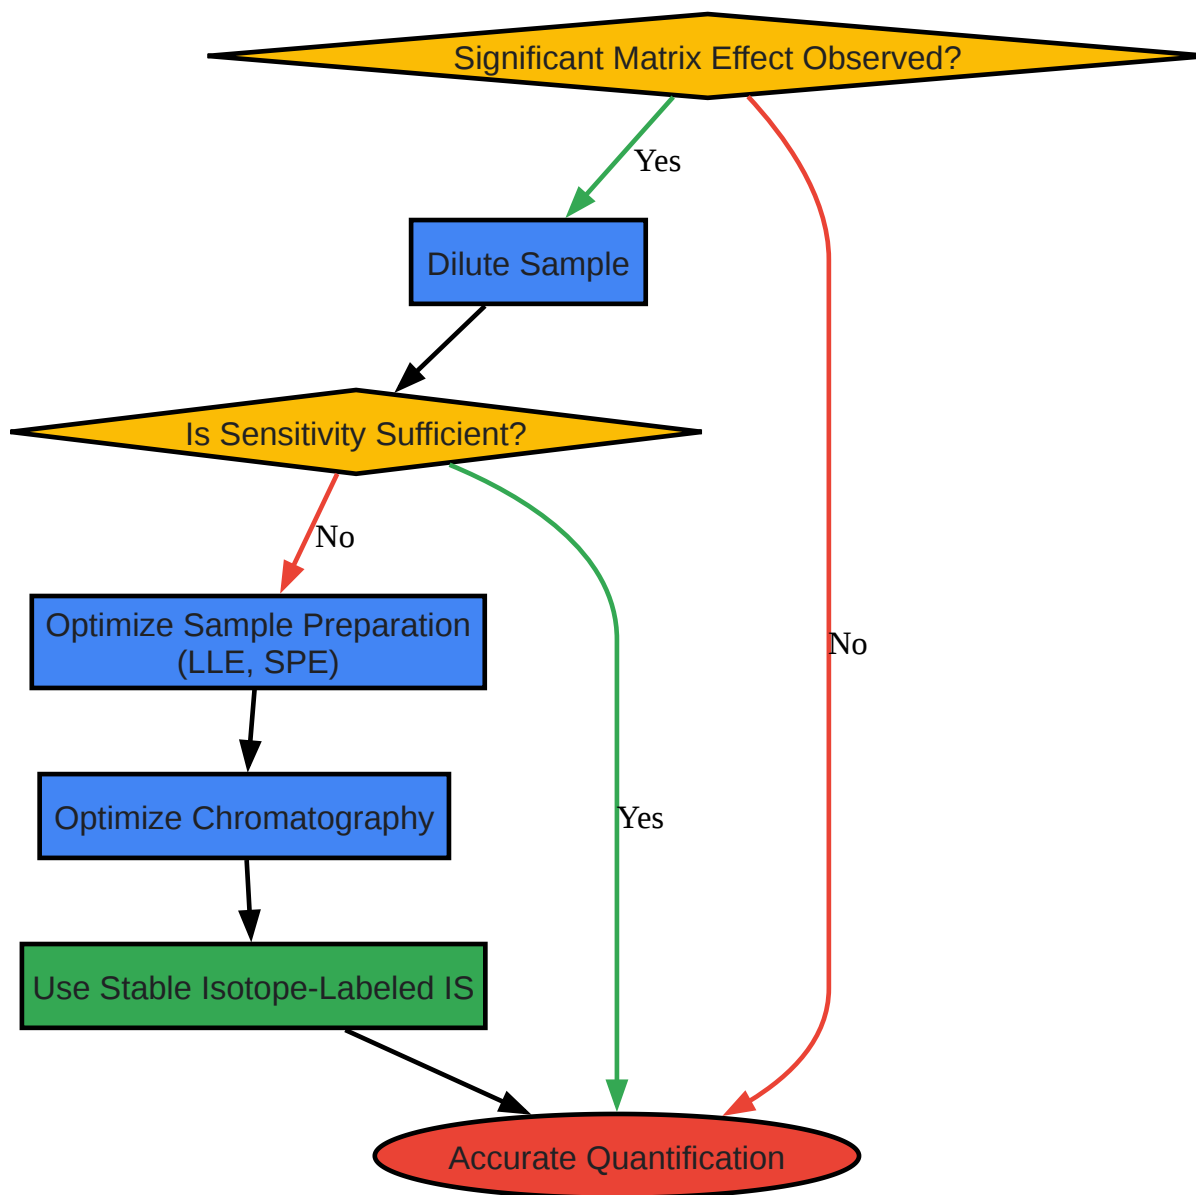 Significant Matrix Effect Observed?
Yes
Dilute Sample
Is Sensitivity Sufficient?
No
Optimize Sample Preparation
(LLE, SPE)
No
Optimize Chromatography
Yes
Use Stable Isotope-Labeled IS
Accurate Quantification